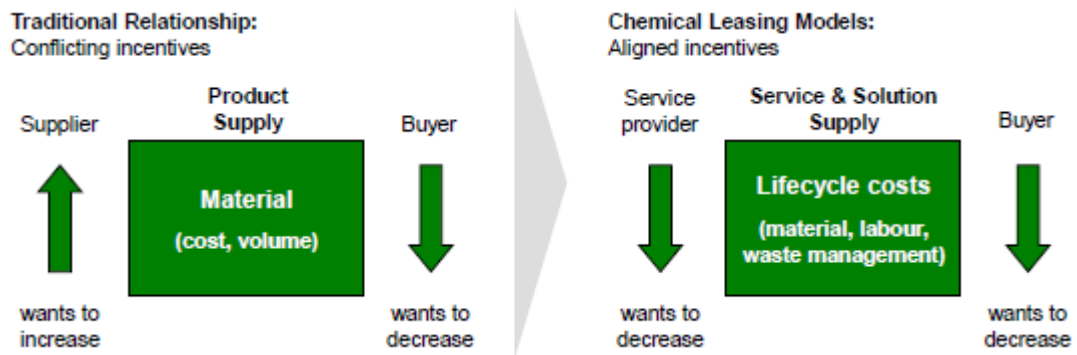 Traditional Relationship:
Conflicting incentives
Supplier
Product
Supply
Buyer
Material
(cost, volume)
wants to
increase
wants to
decrease
Chemical Leasing Models:
Aligned incentives
Service
provider
Service & Solution
Supply
Buyer
Lifecycle costs
(material, labour,
waste management)
wants to
decrease
wants to
decrease